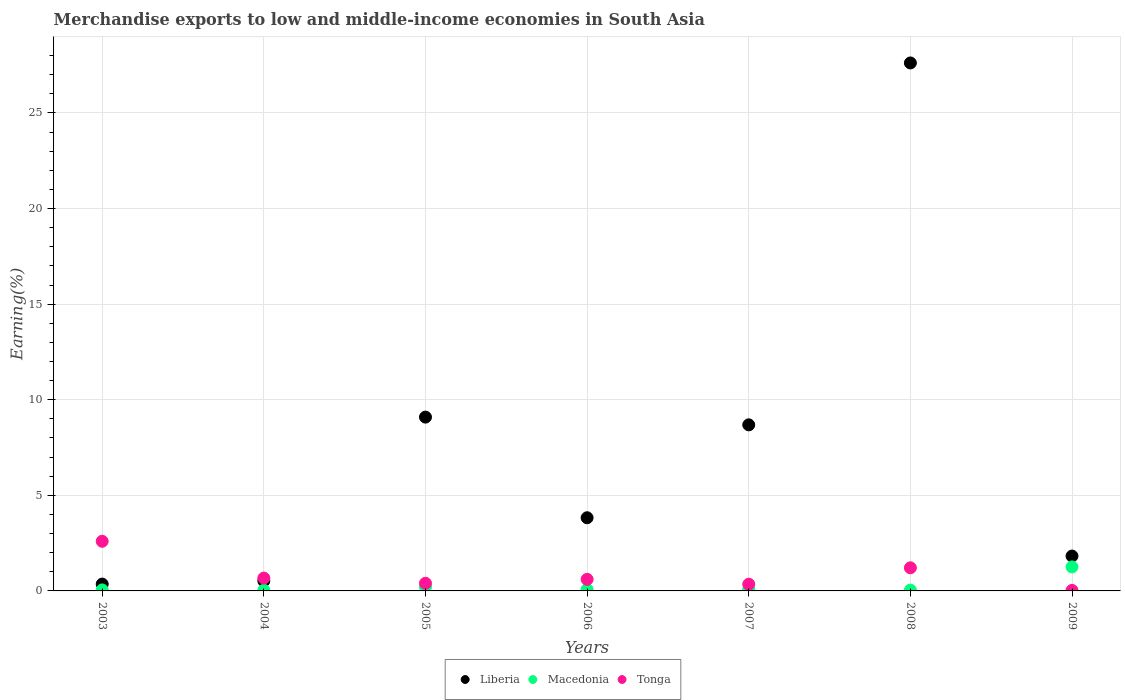 Merchandise exports to low and middle-income economies in South Asia
Earning(%)
25
20
15
10
5
0
2003
2004
2005
2006
2007
2008
2009
Years
Liberia
Macedonia
Tonga